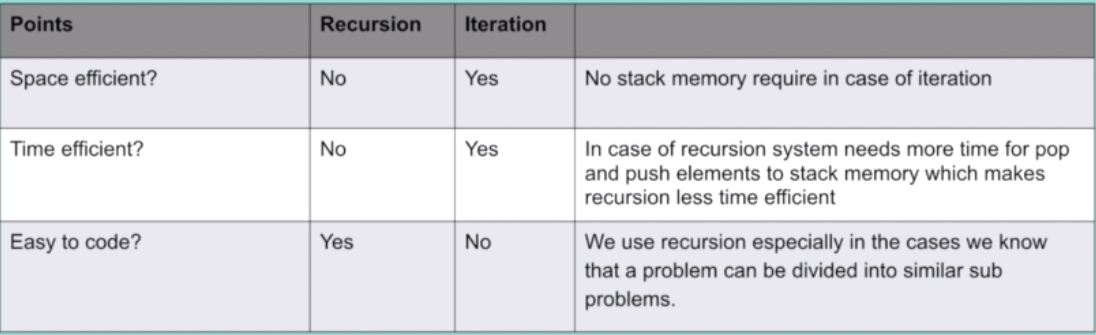 Points Recursion Iteration
Space efficient? No Yes No stack memory require in case of iteration
Time efficient? No Yes In case of recursion system needs more time for pop
and push elements to stack memory which makes
recursion less time efficient
Easy to code? Yes No We use recursion especially in the cases we know
that a problem can be divided into similar sub
problems.